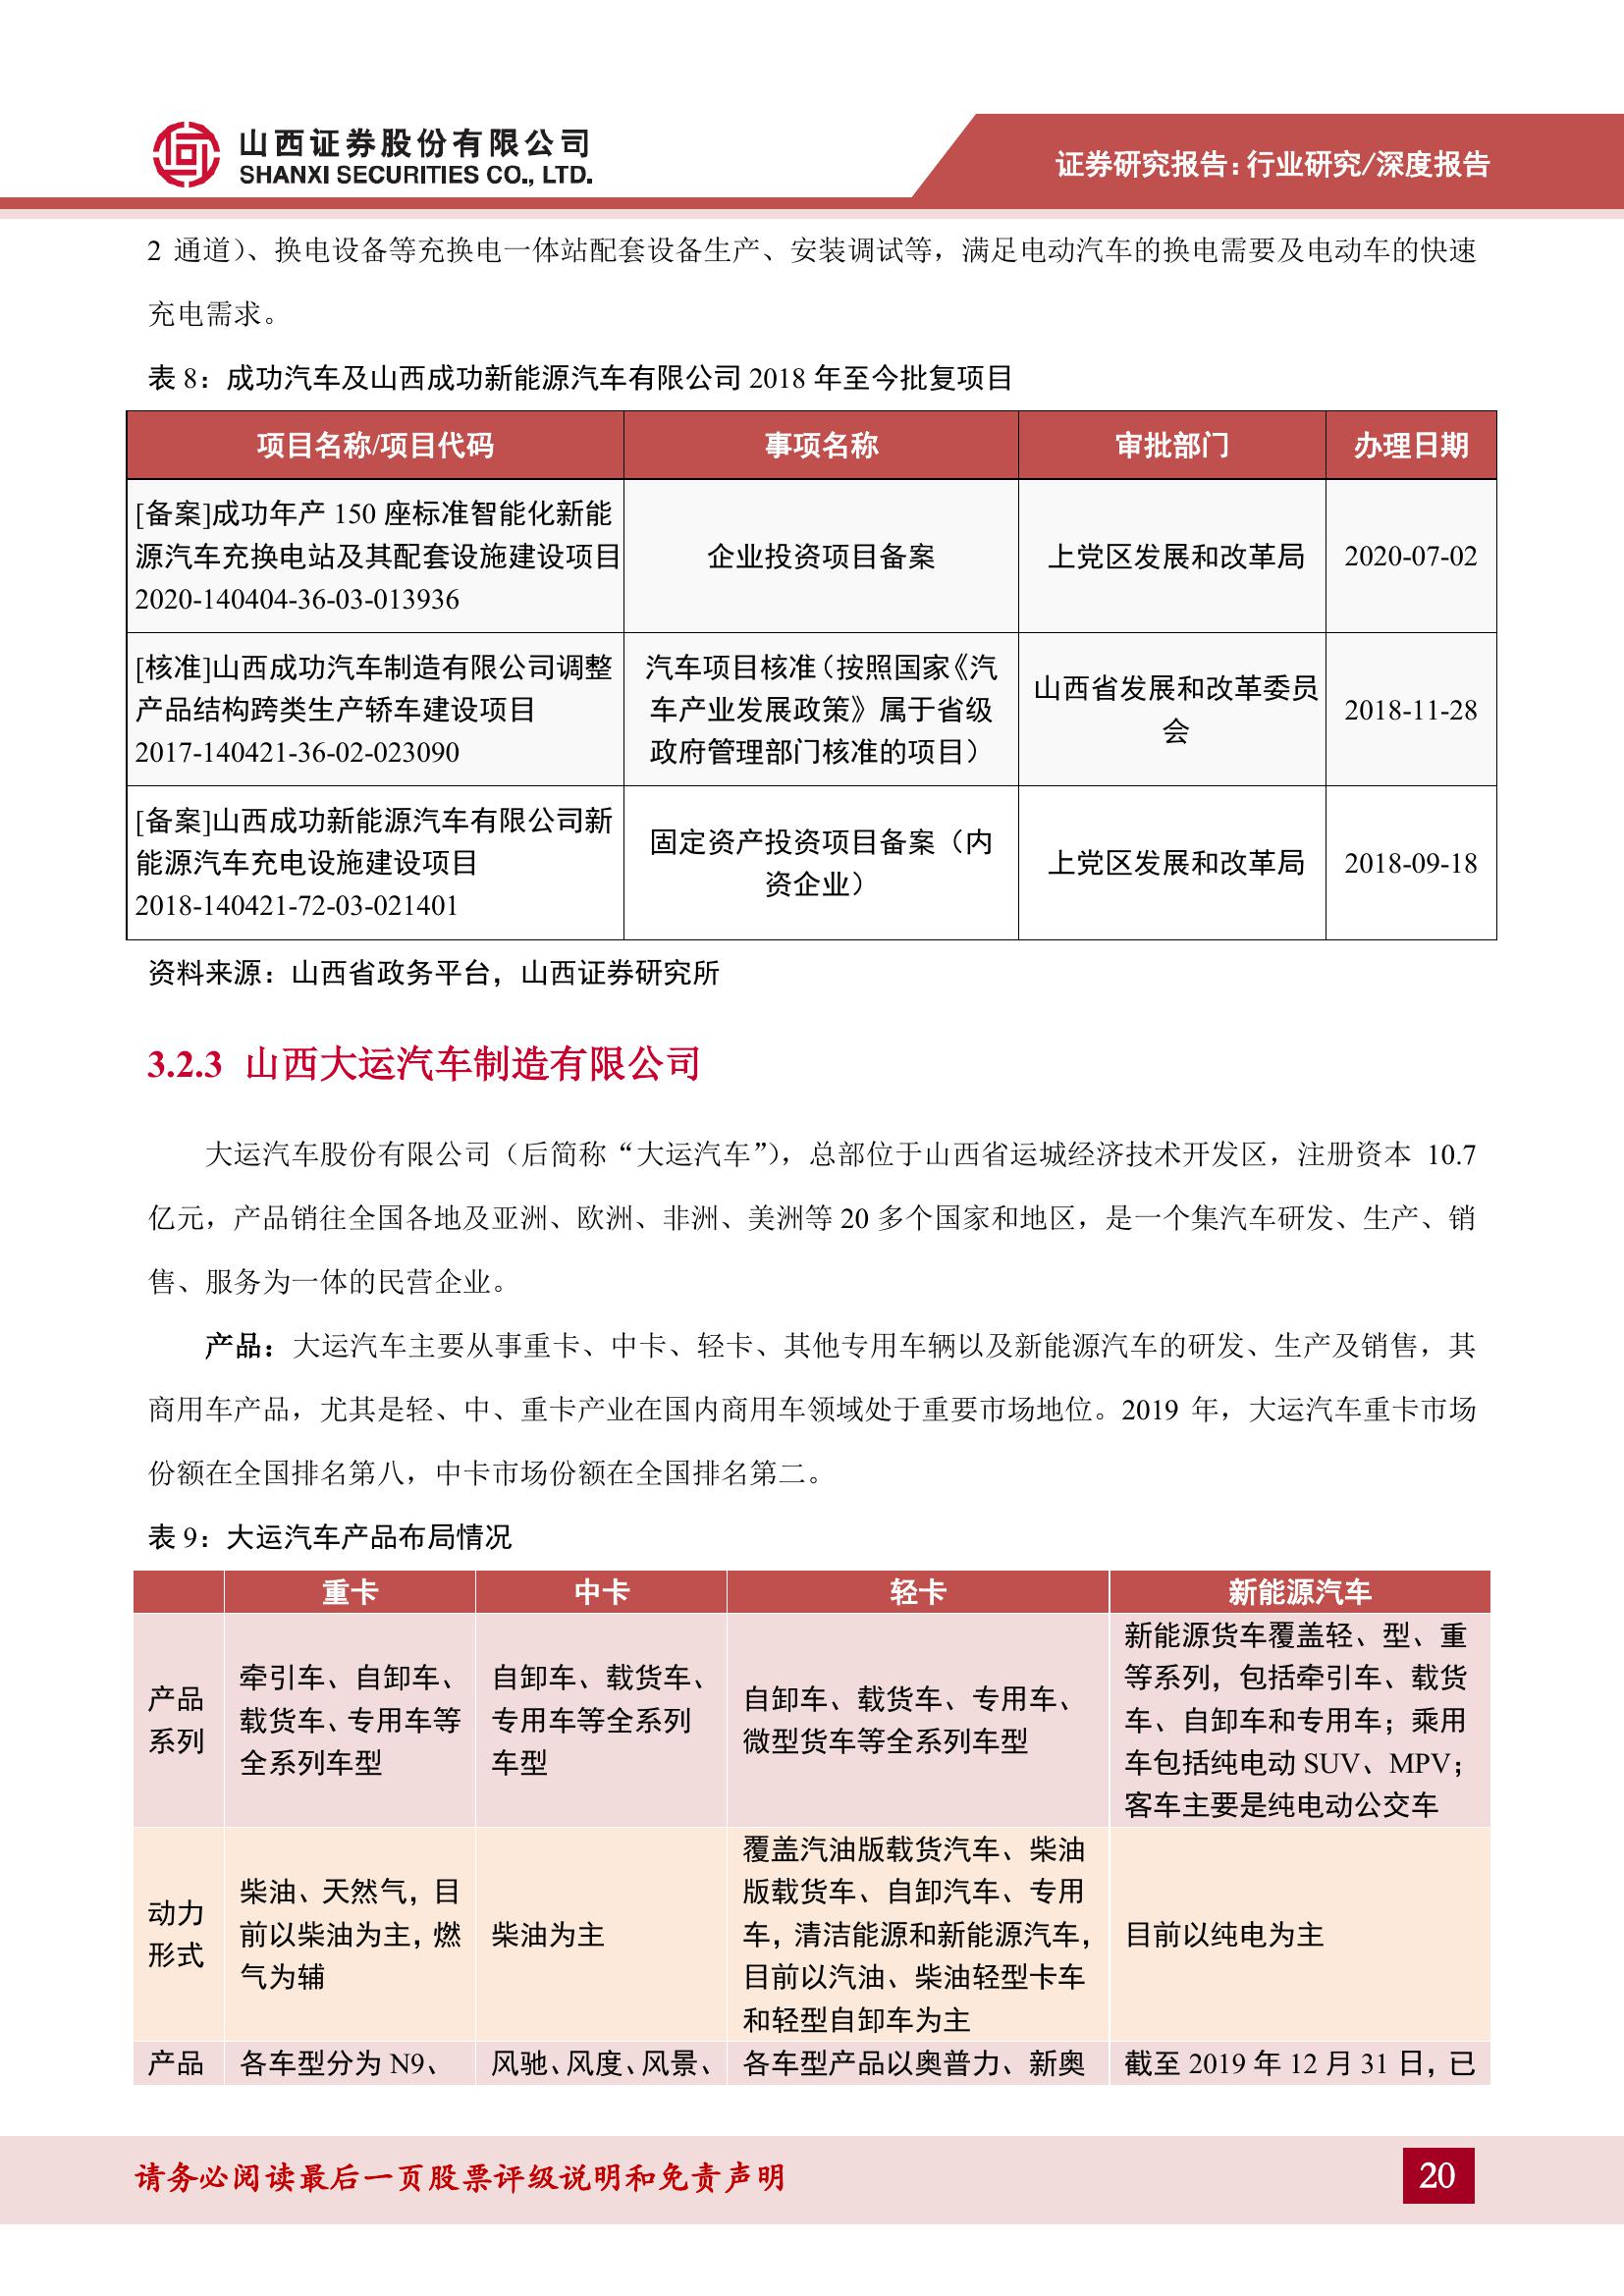 山西证券股份有限公司
SHANXI SECURITIES CO., LTD.
证券研究报告：行业研究/深度报告
2 通道）、换电设备等充换电一体站配套设备生产、安装调试等，满足电动汽车的换电需要及电动车的快速
充电需求。
表 8：成功汽车及山西成功新能源汽车有限公司 2018 年至今批复项目
项目名称/项目代码 事项名称 审批部门 办理日期
[备案]成功年产 150 座标准智能化新能
源汽车充换电站及其配套设施建设项目
2020-140404-36-03-013936
企业投资项目备案
上党区发展和改革局
2020-07-02
[核准]山西成功汽车制造有限公司调整
产品结构跨类生产轿车建设项目
2017-140421-36-02-023090
汽车项目核准（按照国家《汽
车产业发展政策》属于省级
政府管理部门核准的项目）
山西省发展和改革委员
会
2018-11-28
[备案]山西成功新能源汽车有限公司新
能源汽车充电设施建设项目
2018-140421-72-03-021401
固定资产投资项目备案（内
资企业）
上党区发展和改革局
2018-09-18
资料来源：山西省政务平台，山西证券研究所
3.2.3 山西大运汽车制造有限公司
大运汽车股份有限公司（后简称“大运汽车”），总部位于山西省运城经济技术开发区，注册资本 10.7
亿元，产品销往全国各地及亚洲、欧洲、非洲、美洲等 20 多个国家和地区，是一个集汽车研发、生产、销
售、服务为一体的民营企业。
产品：大运汽车主要从事重卡、中卡、轻卡、其他专用车辆以及新能源汽车的研发、生产及销售，其
商用车产品，尤其是轻、中、重卡产业在国内商用车领域处于重要市场地位。2019 年，大运汽车重卡市场
份额在全国排名第八，中卡市场份额在全国排名第二。
表 9：大运汽车产品布局情况
重卡 中卡 轻卡 新能源汽车
产品
系列
牵引车、自卸车、
载货车、专用车等
全系列车型
自卸车、载货车、
专用车等全系列
车型
自卸车、载货车、专用车、
微型货车等全系列车型
新能源货车覆盖轻、型、重
等系列，包括牵引车、载货
车、自卸车和专用车；乘用
车包括纯电动 SUV、MPV；
客车主要是纯电动公交车
动力
形式
柴油、天然气，目
前以柴油为主，燃
气为辅
柴油为主
覆盖汽油版载货汽车、柴油
版载货车、自卸汽车、专用
车，清洁能源和新能源汽车，
目前以汽油、柴油轻型卡车
和轻型自卸车为主
目前以纯电为主
产品
各车型分为 N9、
风驰、风度、风景、
各车型产品以奥普力、新奥
截至 2019 年 12 月 31 日，已
请务必阅读最后一页股票评级说明和免责声明
20